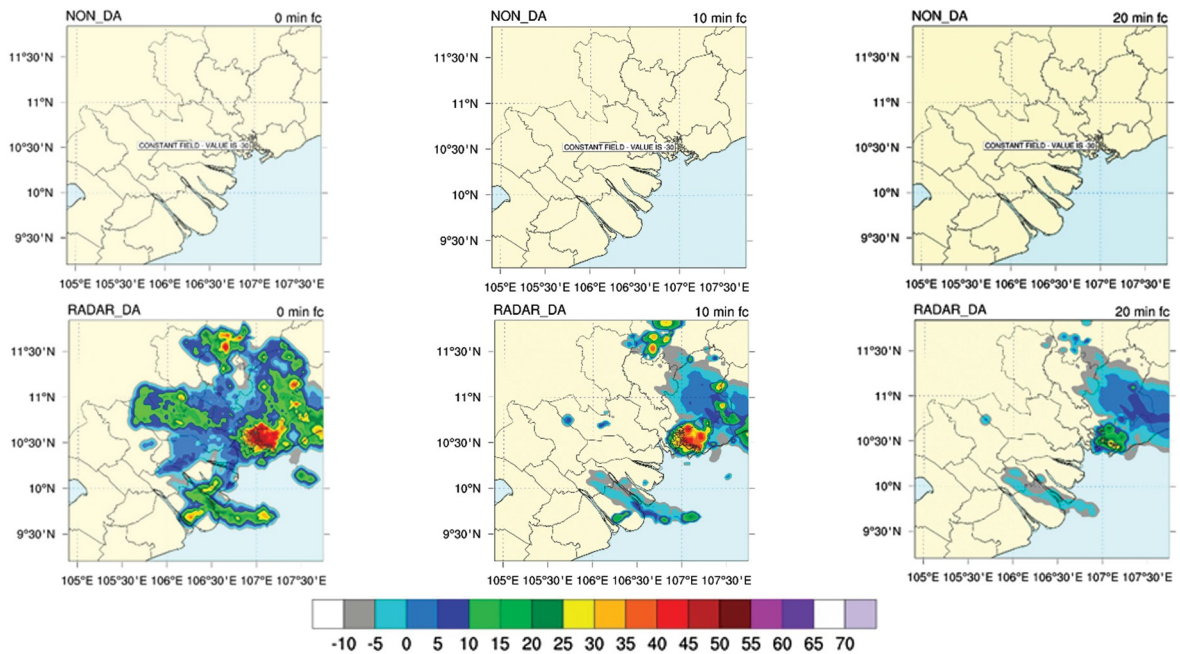 NON_DA 0 min fc
11°30'N
11°N
10°30'N
10°N
9°30'N
CONSTANT FIELD - VALUE IS -30
105°E 105°30'E 106°E 106°30'E 107°E 107°30'E
NON_DA 10 min fc
11°30'N
11°N
10°30'N
10°N
9°30'N
CONSTANT FIELD - VALUE IS -30
105°E 105°30'E 106°E 106°30'E 107°E 107°30'E
NON_DA 20 min fc
11°30'N
11°N
10°30'N
10°N
9°30'N
CONSTANT FIELD - VALUE IS -30
105°E 105°30'E 106°E 106°30'E 107°E 107°30'E
RADAR_DA 0 min fc
11°30'N
11°N
10°30'N
10°N
9°30'N
105°E 105°30'E 106°E 106°30'E 107°E 107°30'E
RADAR_DA 10 min fc
11°30'N
11°N
10°30'N
10°N
9°30'N
105°E 105°30'E 106°E 106°30'E 107°E 107°30'E
RADAR_DA 20 min fc
11°30'N
11°N
10°30'N
10°N
9°30'N
105°E 105°30'E 106°E 106°30'E 107°E 107°30'E
-10 -5 0 5 10 15 20 25 30 35 40 45 50 55 60 65 70